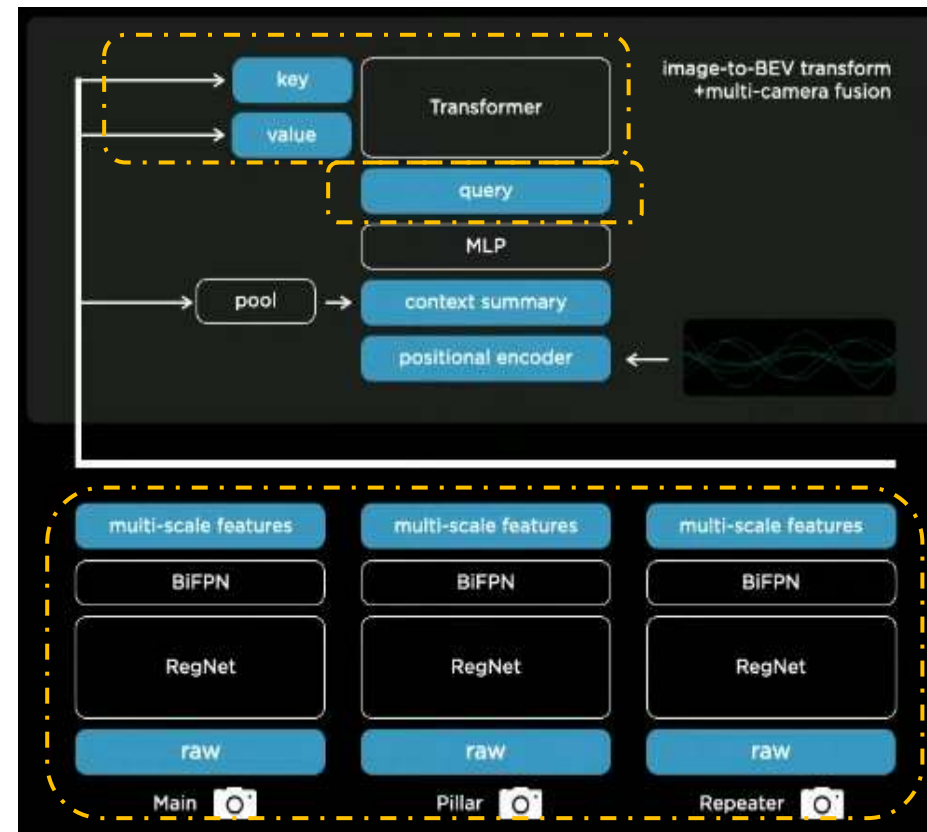 key
value
Transformer
image-to-BEV transform
+multi-camera fusion
query
MLP
pool
context summary
positional encoder
multi-scale features
multi-scale features
multi-scale features
BiFPN
BiFPN
BiFPN
RegNet
RegNet
RegNet
raw
raw
raw
Main
Pillar
Repeater